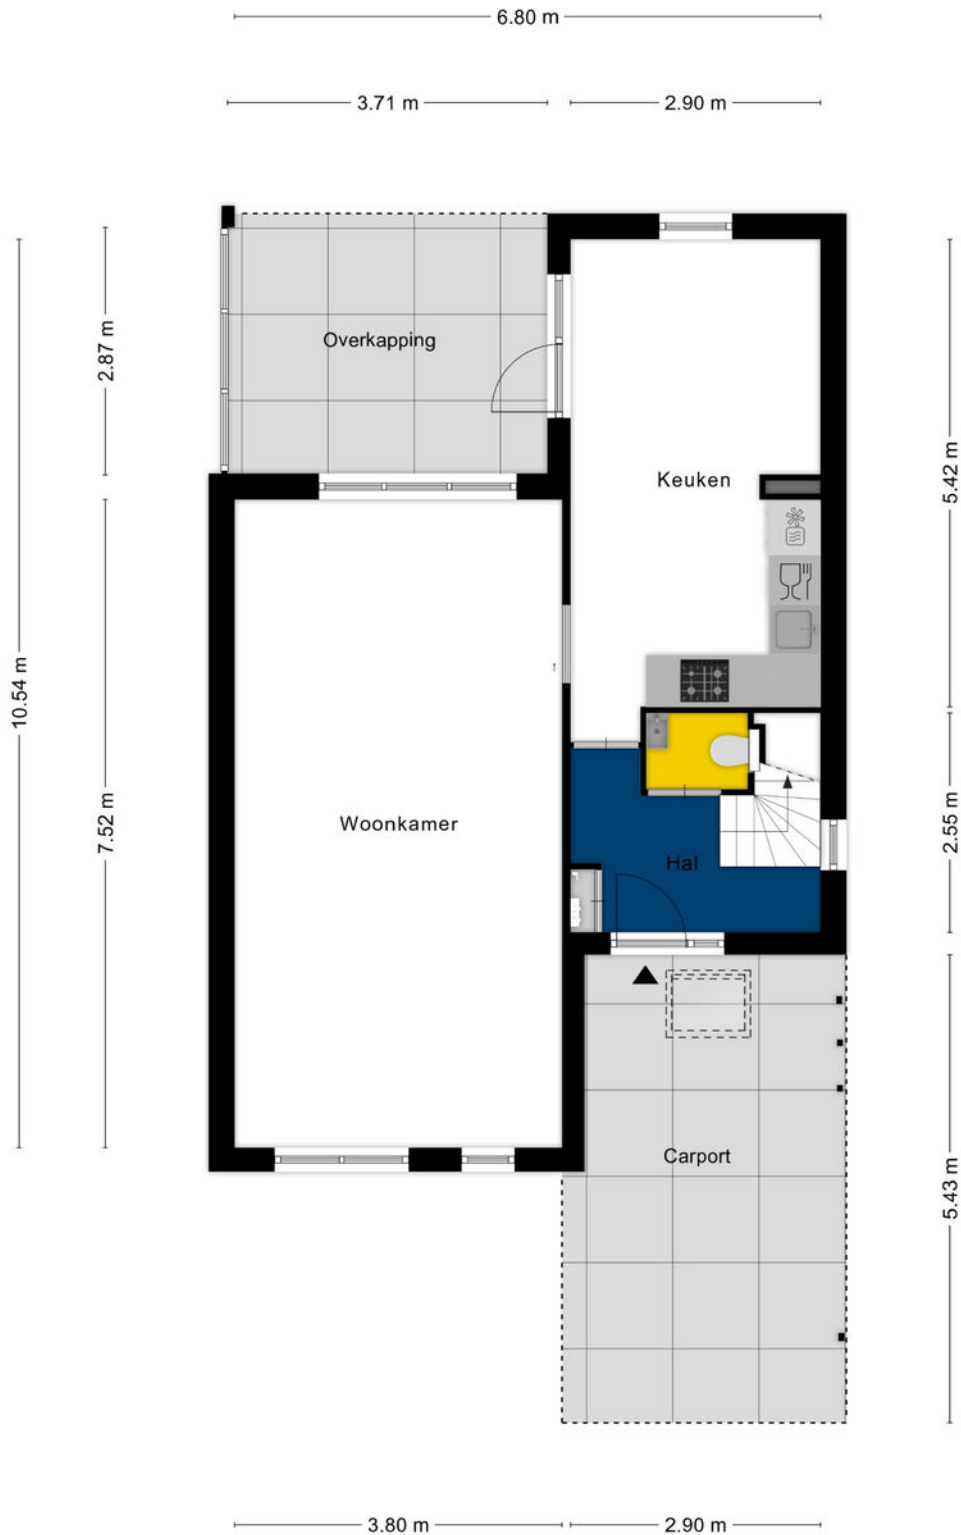 6.80 m
3.71 m
2.90 m
Overkapping
2.87 m
Keuken
5.42 m
10.54 m
Woonkamer
7.52 m
Hal
2.55 m
Carport
5.43 m
3.80 m
2.90 m